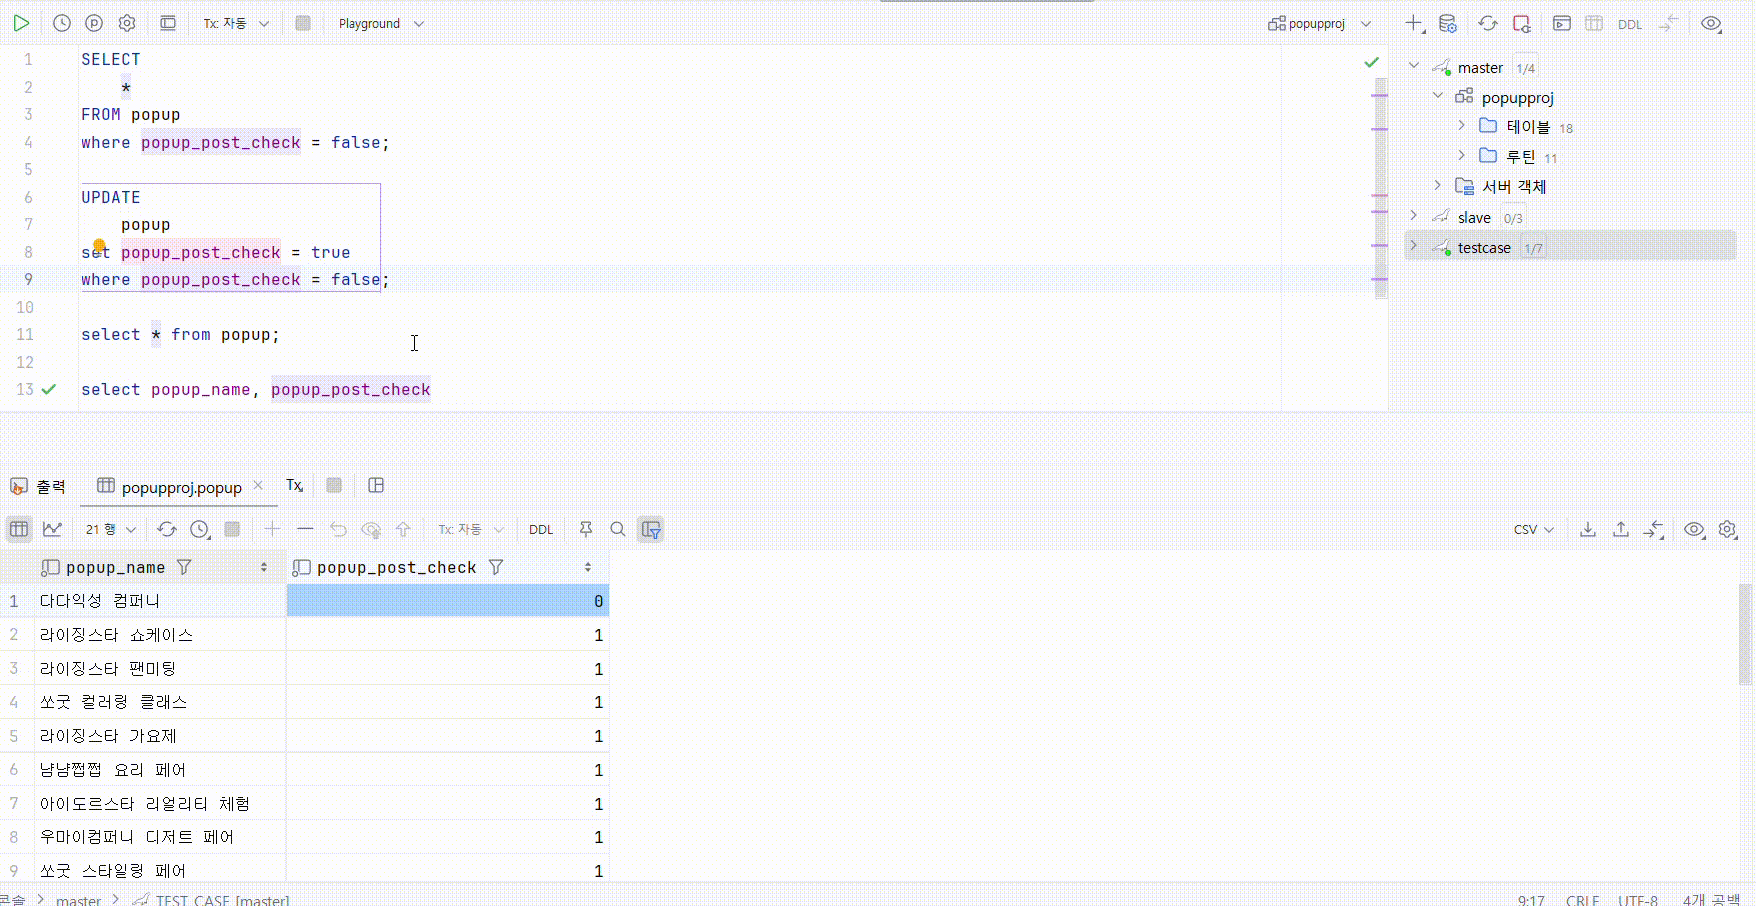 Tx: 자동
Playground
popupproj
DDL
1 SELECT
2 *
3 FROM popup
4 where popup_post_check = false;
5
6 UPDATE
7 popup
8 set popup_post_check = true
9 where popup_post_check = false;
10
11 select * from popup;
12
13 select popup_name, popup_post_check
master 1/4
popupproj
테이블 18
루틴 11
서버 객체
slave 0/3
testcase 1/7
출력
popupproj.popup
Tx
21 행
Tx: 자동
DDL
CSV
popup_name popup_post_check
1 다다익성 컴퍼니 0
2 라이징스타 쇼케이스 1
3 라이징스타 팬미팅 1
4 쏘굿 컬러링 클래스 1
5 라이징스타 가요제 1
6 냠냠쩝쩝 요리 페어 1
7 아이도르스타 리얼리티 체험 1
8 우마이컴퍼니 디저트 페어 1
9 쏘굿 스타일링 페어 1
콘솔 master TEST_CASE [master]
9:17 CRLF UTF-8 4개 공백